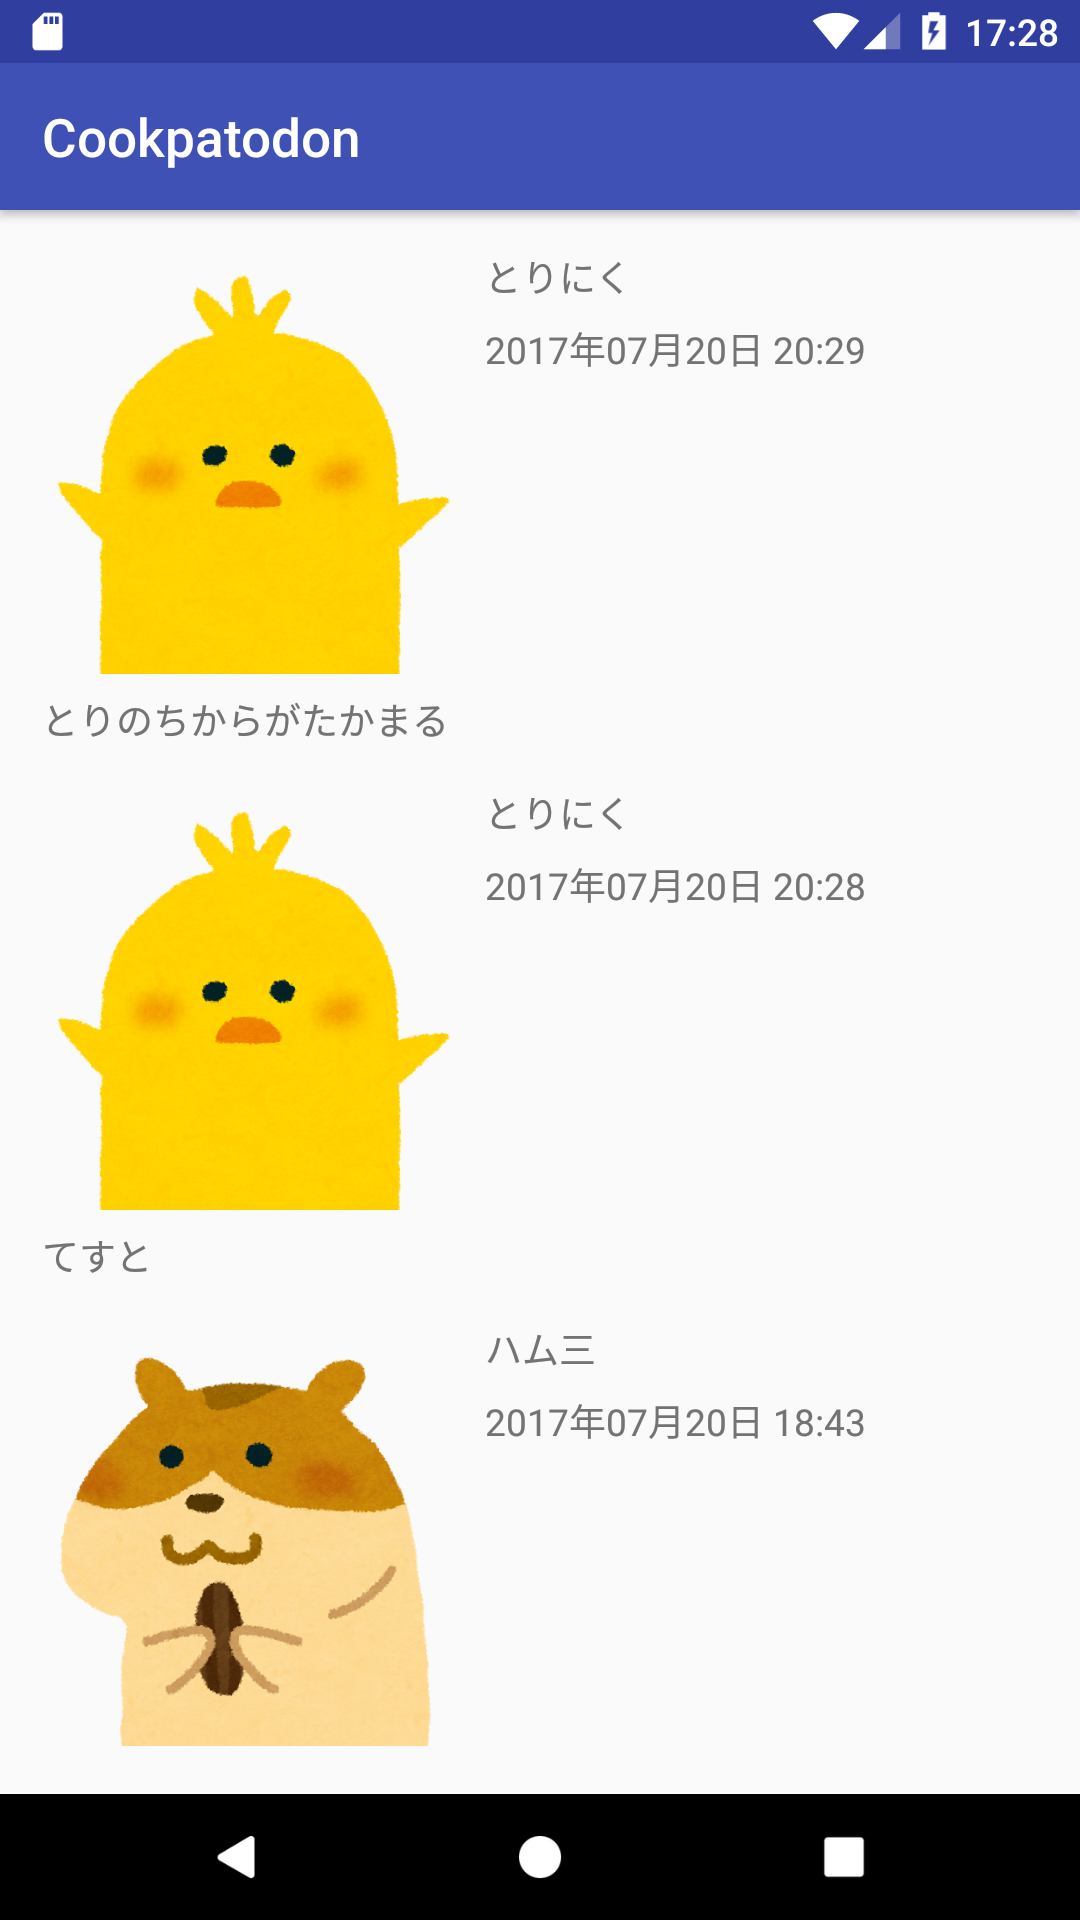 17:28
Cookpatodon
とりにく
2017年07月20日 20:29
とりのちからがたかまる
とりにく
2017年07月20日 20:28
てすと
ハム三
2017年07月20日 18:43